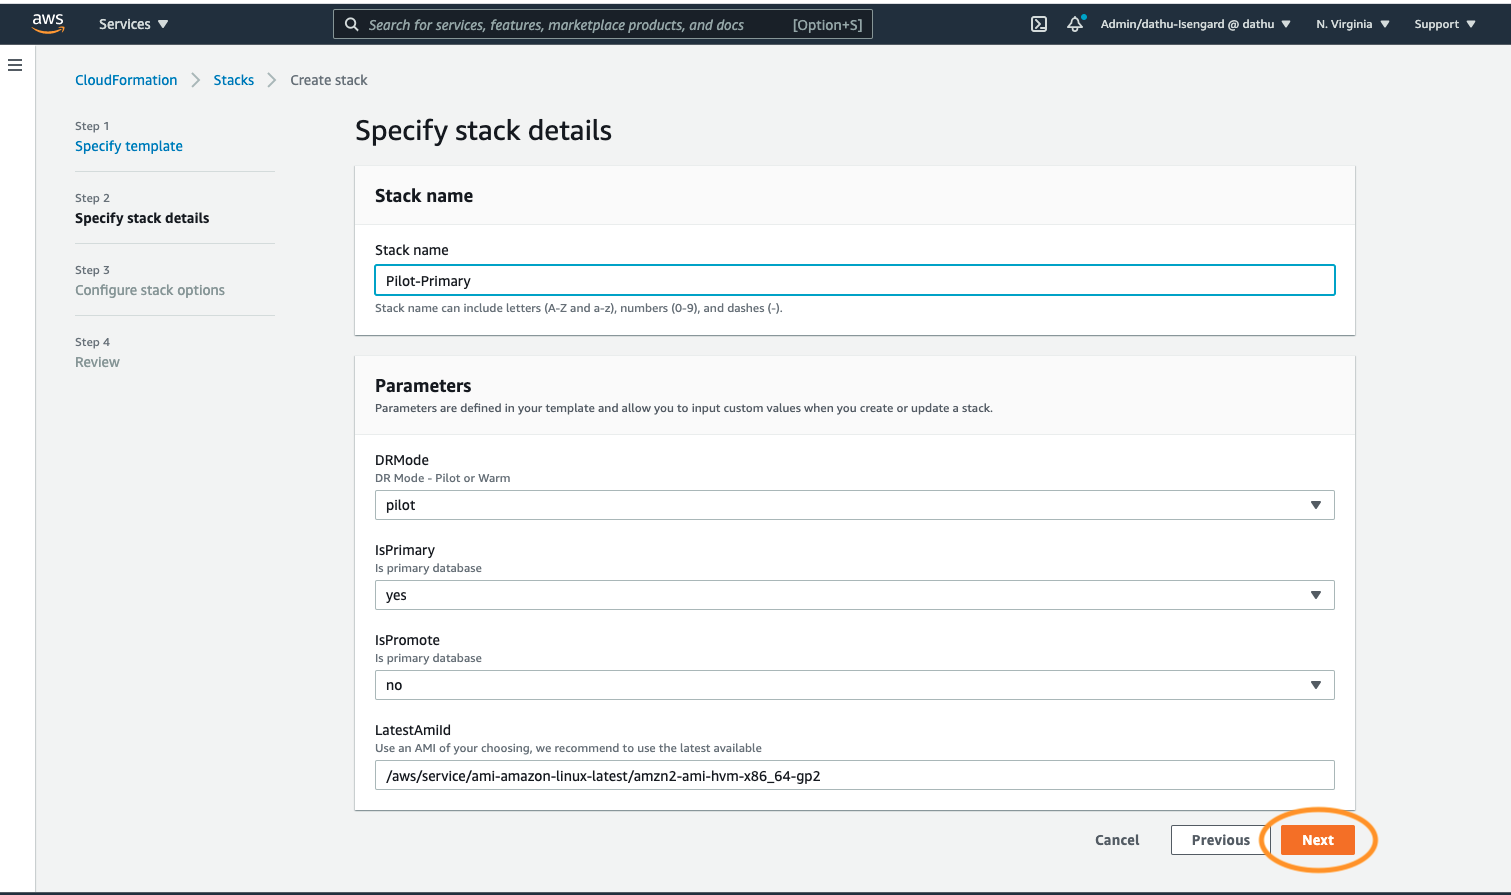 aws
Services
Search for services, features, marketplace products, and docs
[Option+S]
Admin/dathu-Isengard @ dathu
N. Virginia
Support
CloudFormation
Stacks
Create stack
Step 1
Specify template
Step 2
Specify stack details
Step 3
Configure stack options
Step 4
Review
Specify stack details
Stack name
Stack name
Pilot-Primary
Stack name can include letters (A-Z and a-z), numbers (0-9), and dashes (-).
Parameters
Parameters are defined in your template and allow you to input custom values when you create or update a stack.
DRMode
DR Mode - Pilot or Warm
pilot
IsPrimary
Is primary database
yes
IsPromote
Is primary database
no
LatestAmiId
Use an AMI of your choosing, we recommend to use the latest available
/aws/service/ami-amazon-linux-latest/amzn2-ami-hvm-x86_64-gp2
Cancel
Previous
Next